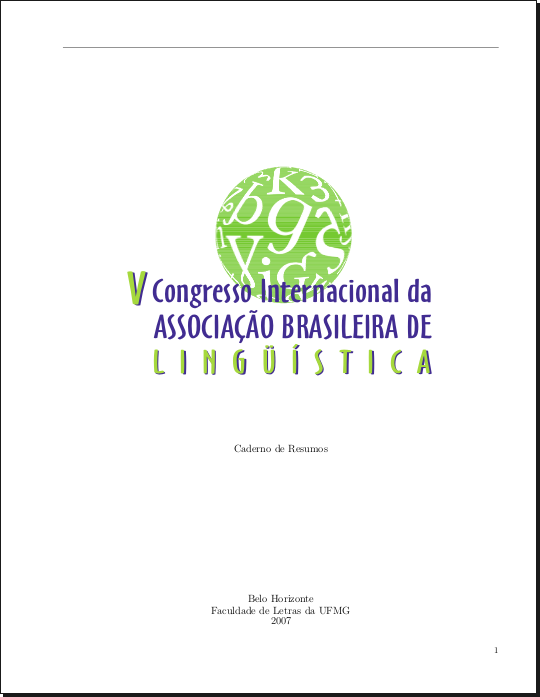 V Congresso Internacional da
ASSOCIAÇÃO BRASILEIRA DE
LINGÜÍSTICA
Caderno de Resumos
Belo Horizonte
Faculdade de Letras da UFMG
2007
1